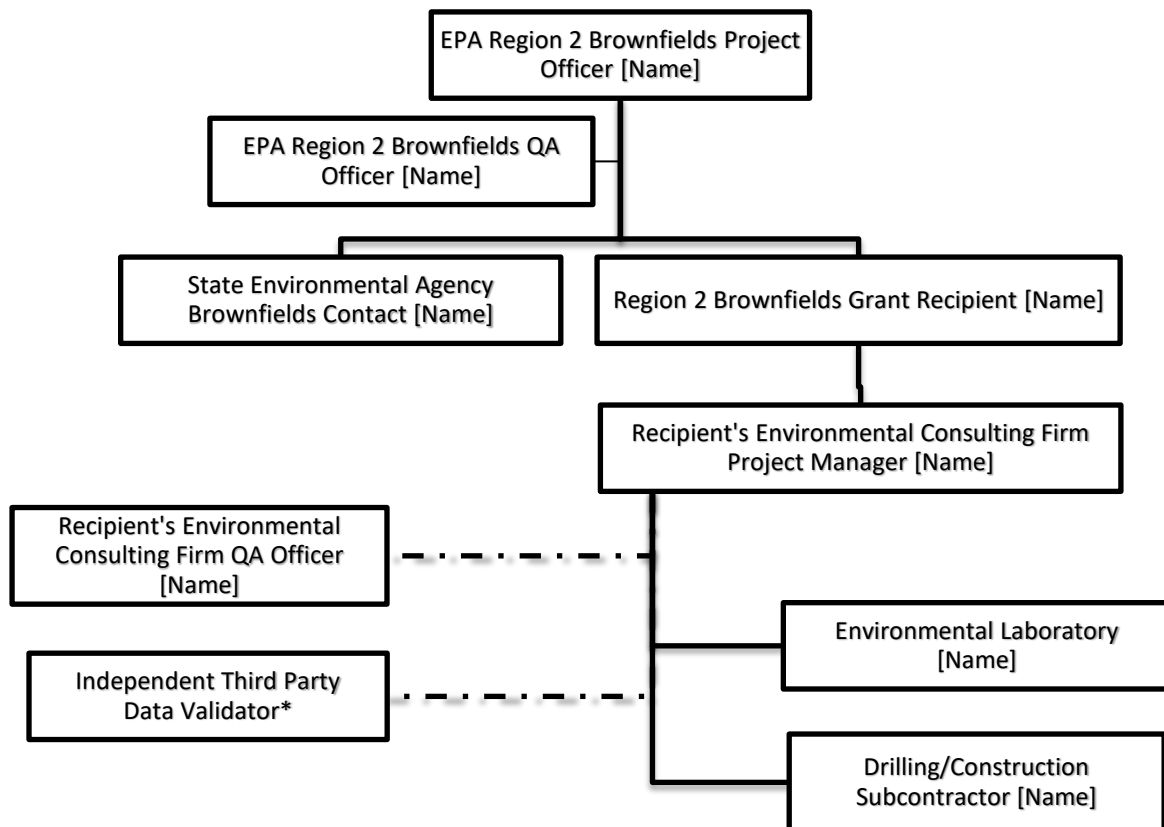 EPA Region 2 Brownfields Project
Officer [Name]
EPA Region 2 Brownfields QA
Officer [Name]
State Environmental Agency
Brownfields Contact [Name]
Region 2 Brownfields Grant Recipient [Name]
Recipient's Environmental Consulting Firm
Project Manager [Name]
Recipient's Environmental
Consulting Firm QA Officer
[Name]
Environmental Laboratory
[Name]
Independent Third Party
Data Validator*
Drilling/Construction
Subcontractor [Name]